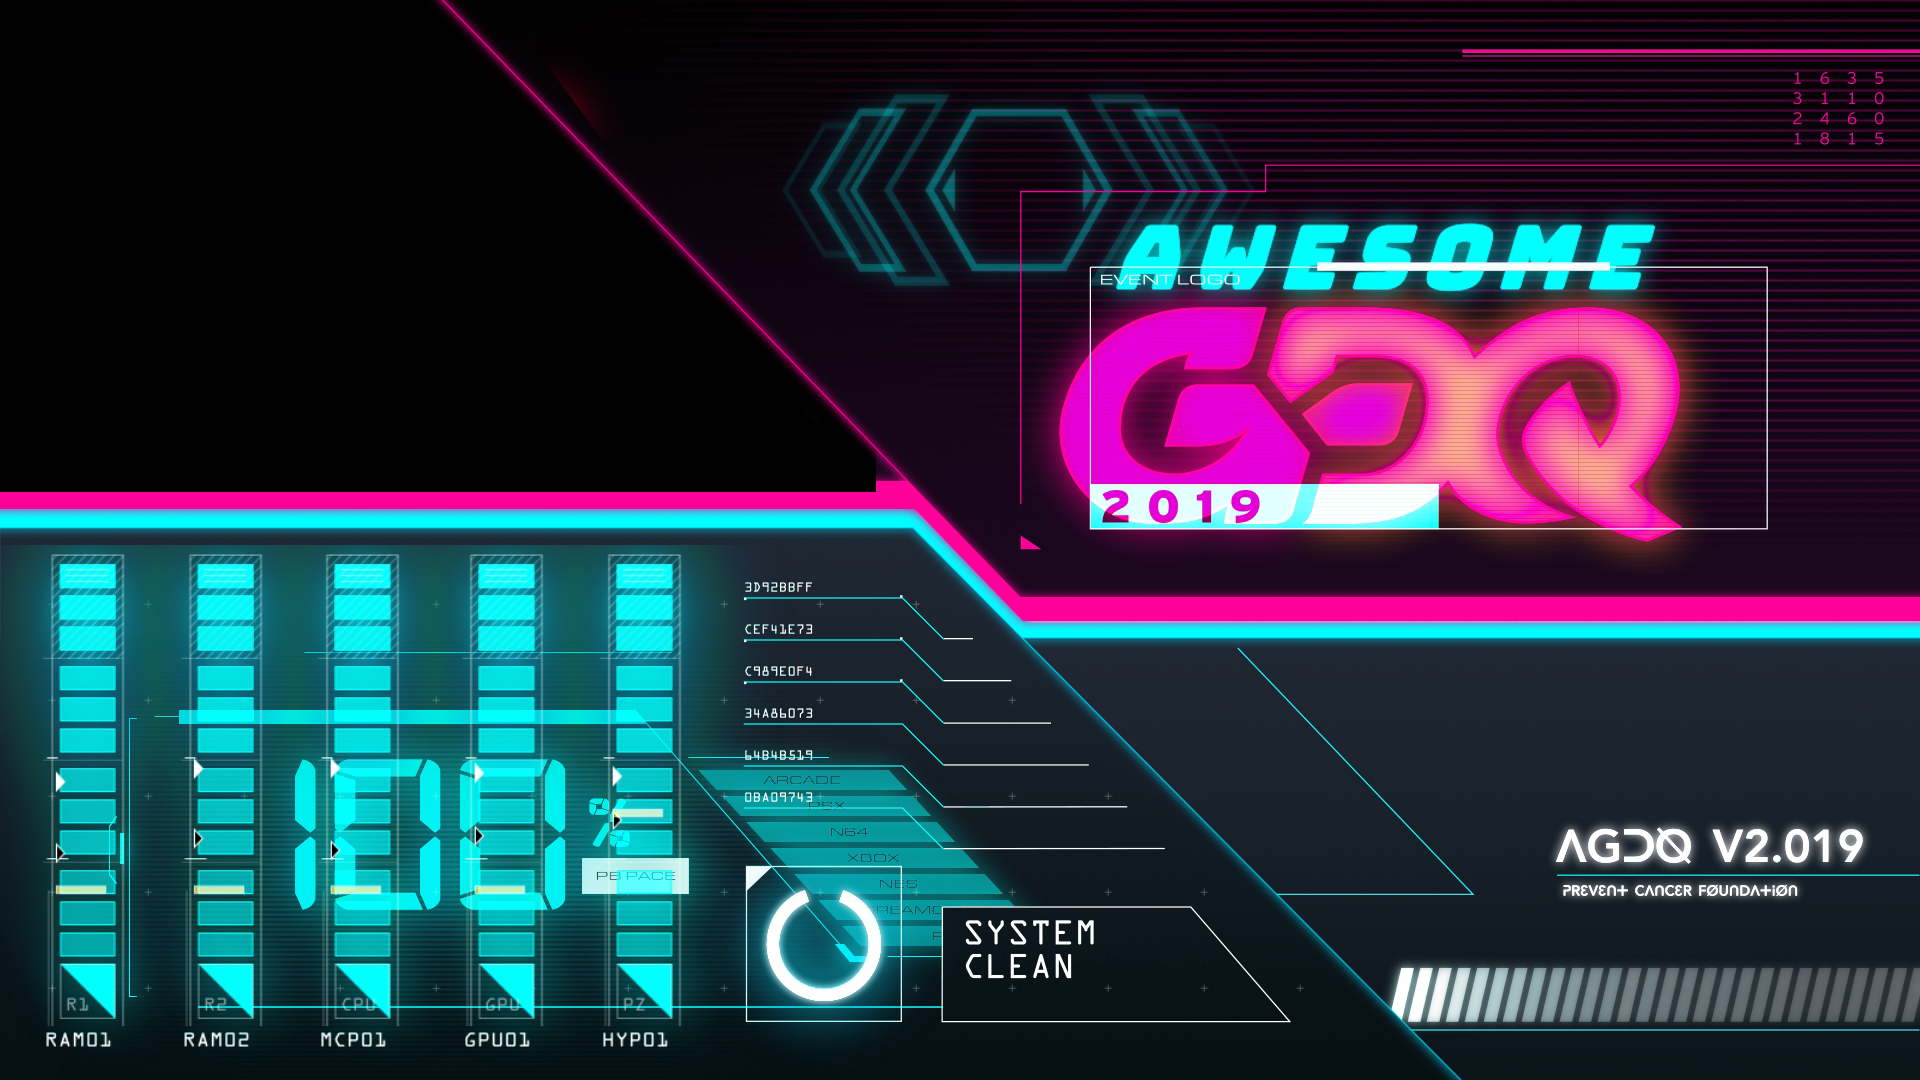 1 6 3 5
3 1 1 0
2 4 6 0
1 8 1 5
AWESOME
EVENT LOGO
GDQ
2019
3D92BBFF
CEF41E73
C989E0F4
34A86073
64B4B519
0BA09743
ARCADE
PSX
N64
XBOX
NES
100%
PB PACE
SYSTEM
CLEAN
AGDQ V2.019
PREVENT CANCER FOUNDATION
R1 R2 CPU GPU PZ
RAM01 RAM02 MCP01 GPU01 HYP01